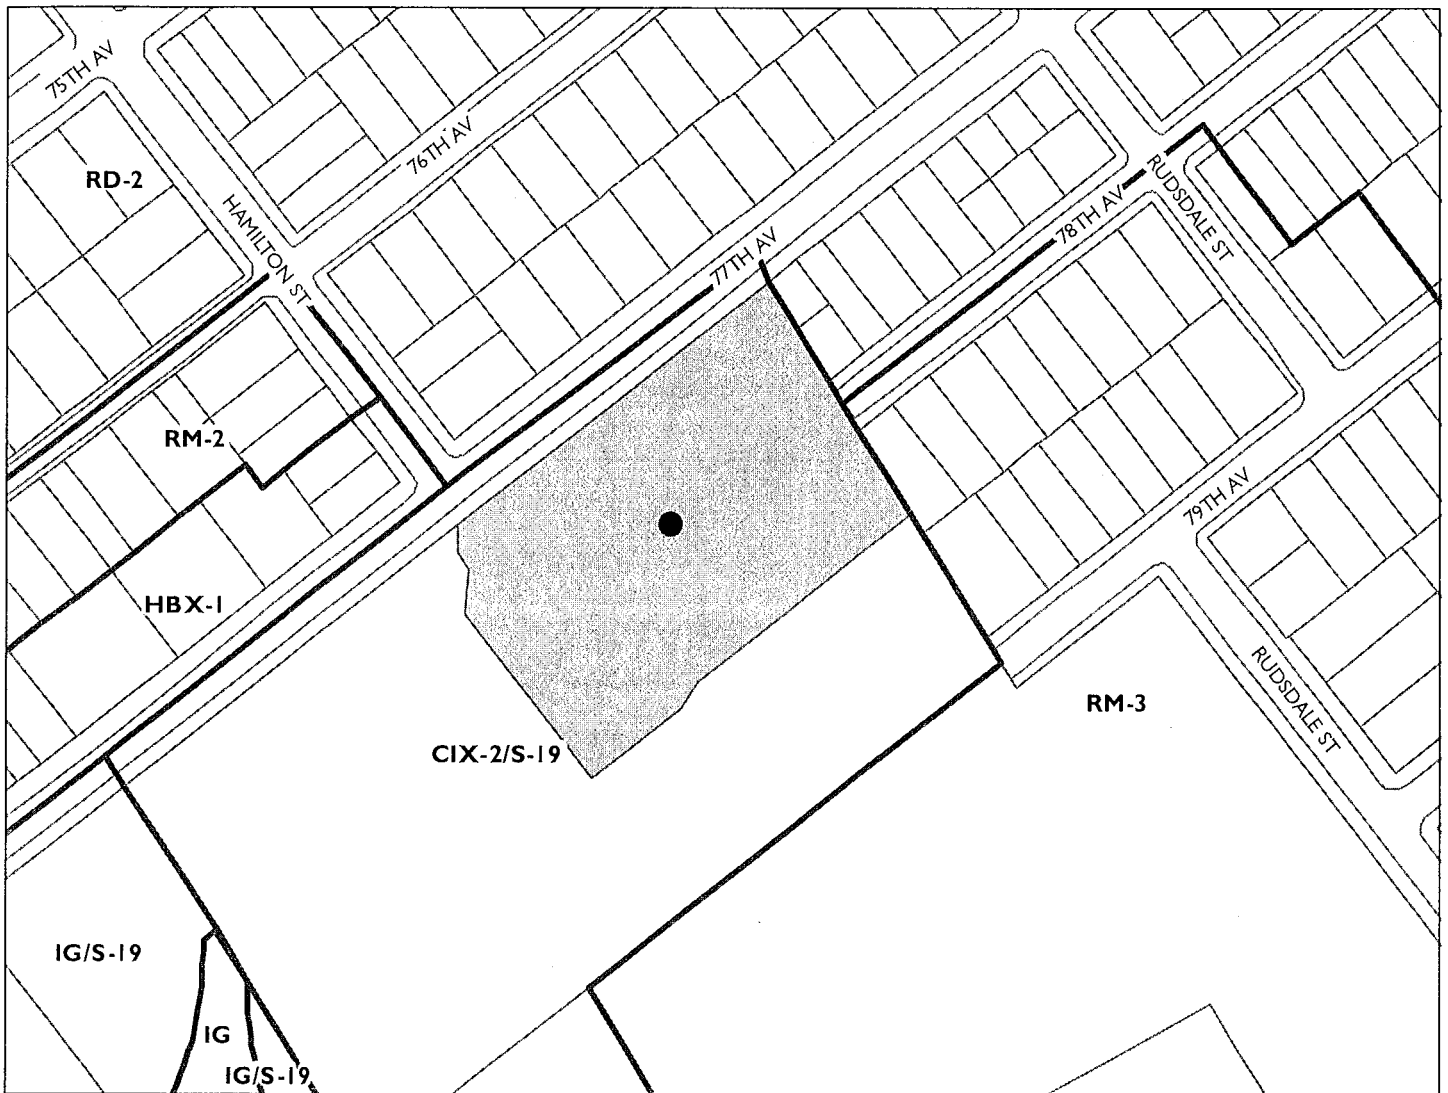 75TH AV
76TH AV
RD-2
HAMILTON ST
77TH AV
78TH AV
RUDSDALE ST
RM-2
79TH AV
HBX-1
RUDSDALE ST
RM-3
CIX-2/S-19
IG/S-19
IG
IG/S-19